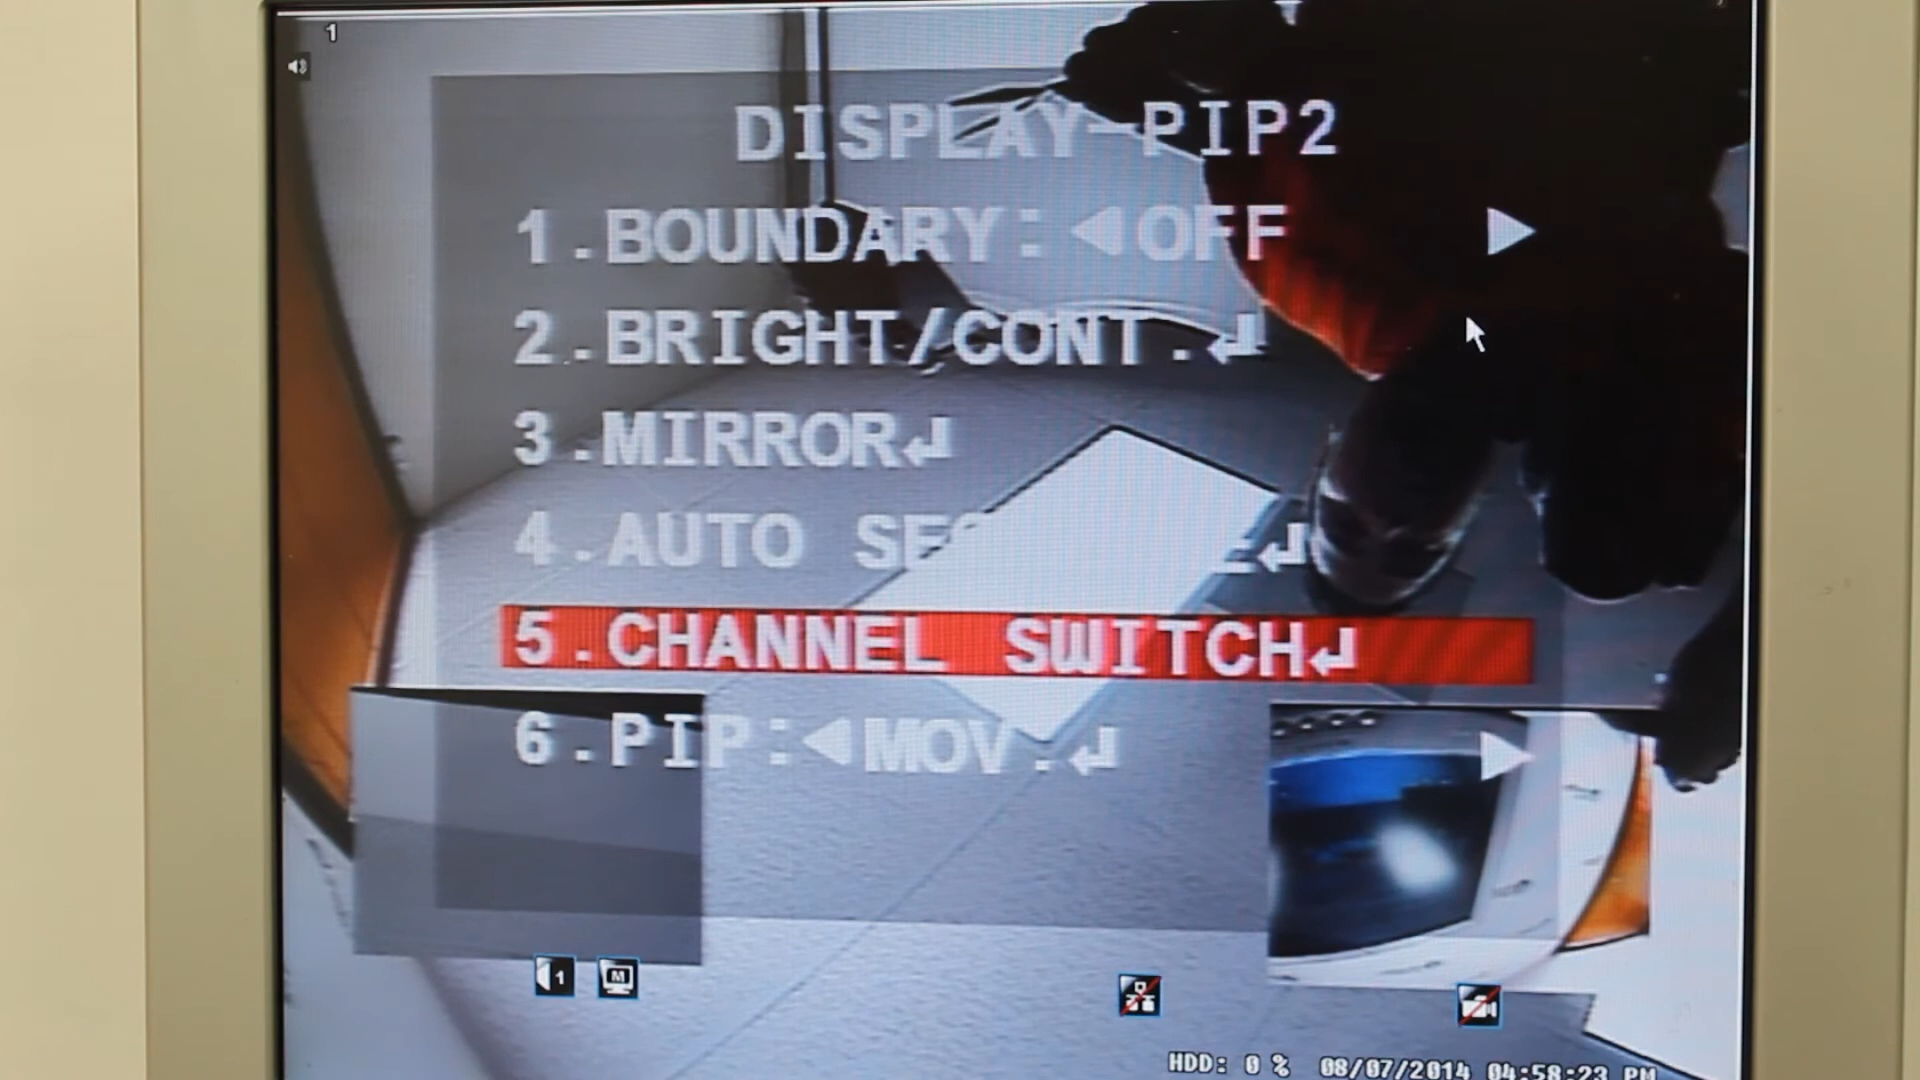 1
DISPLAY-PIP2
1.BOUNDARY:◀OFF ▶
2.BRIGHT/CONT.↲
3.MIRROR↲
4.AUTO
5.CHANNEL SWITCH↲
6.PIP:◀MOV.↲ ▶
1 M
HDD: 0 % 08/07/2014 04:58:23 PM